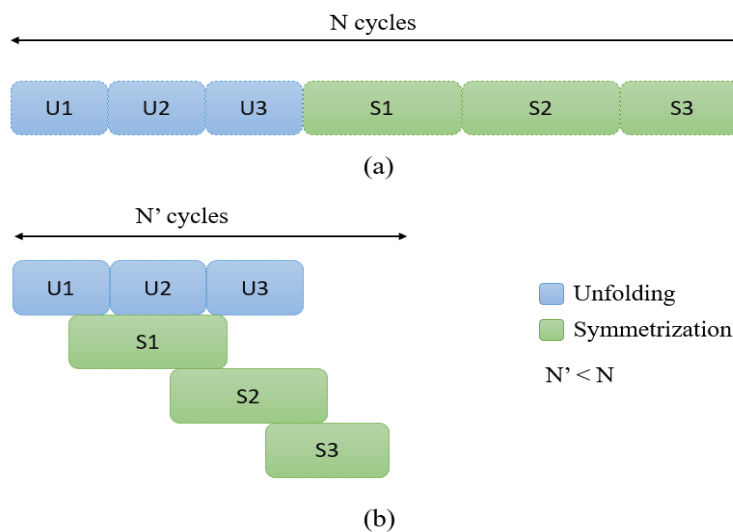 N cycles
U1 U2 U3 S1 S2 S3
(a)
N' cycles
U1 U2 U3
S1
S2
S3
Unfolding
Symmetrization
N' < N
(b)